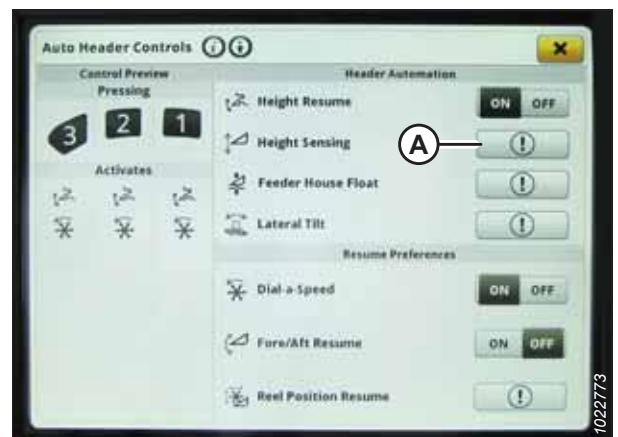 Auto Header Controls
Control Preview
Pressing
3 2 1
Activates
Header Automation
Height Resume ON OFF
Height Sensing A
Feeder House Float
Lateral Tilt
Resume Preferences
Dial-a-Speed ON OFF
Fore/Aft Resume ON OFF
Reel Position Resume
1022773